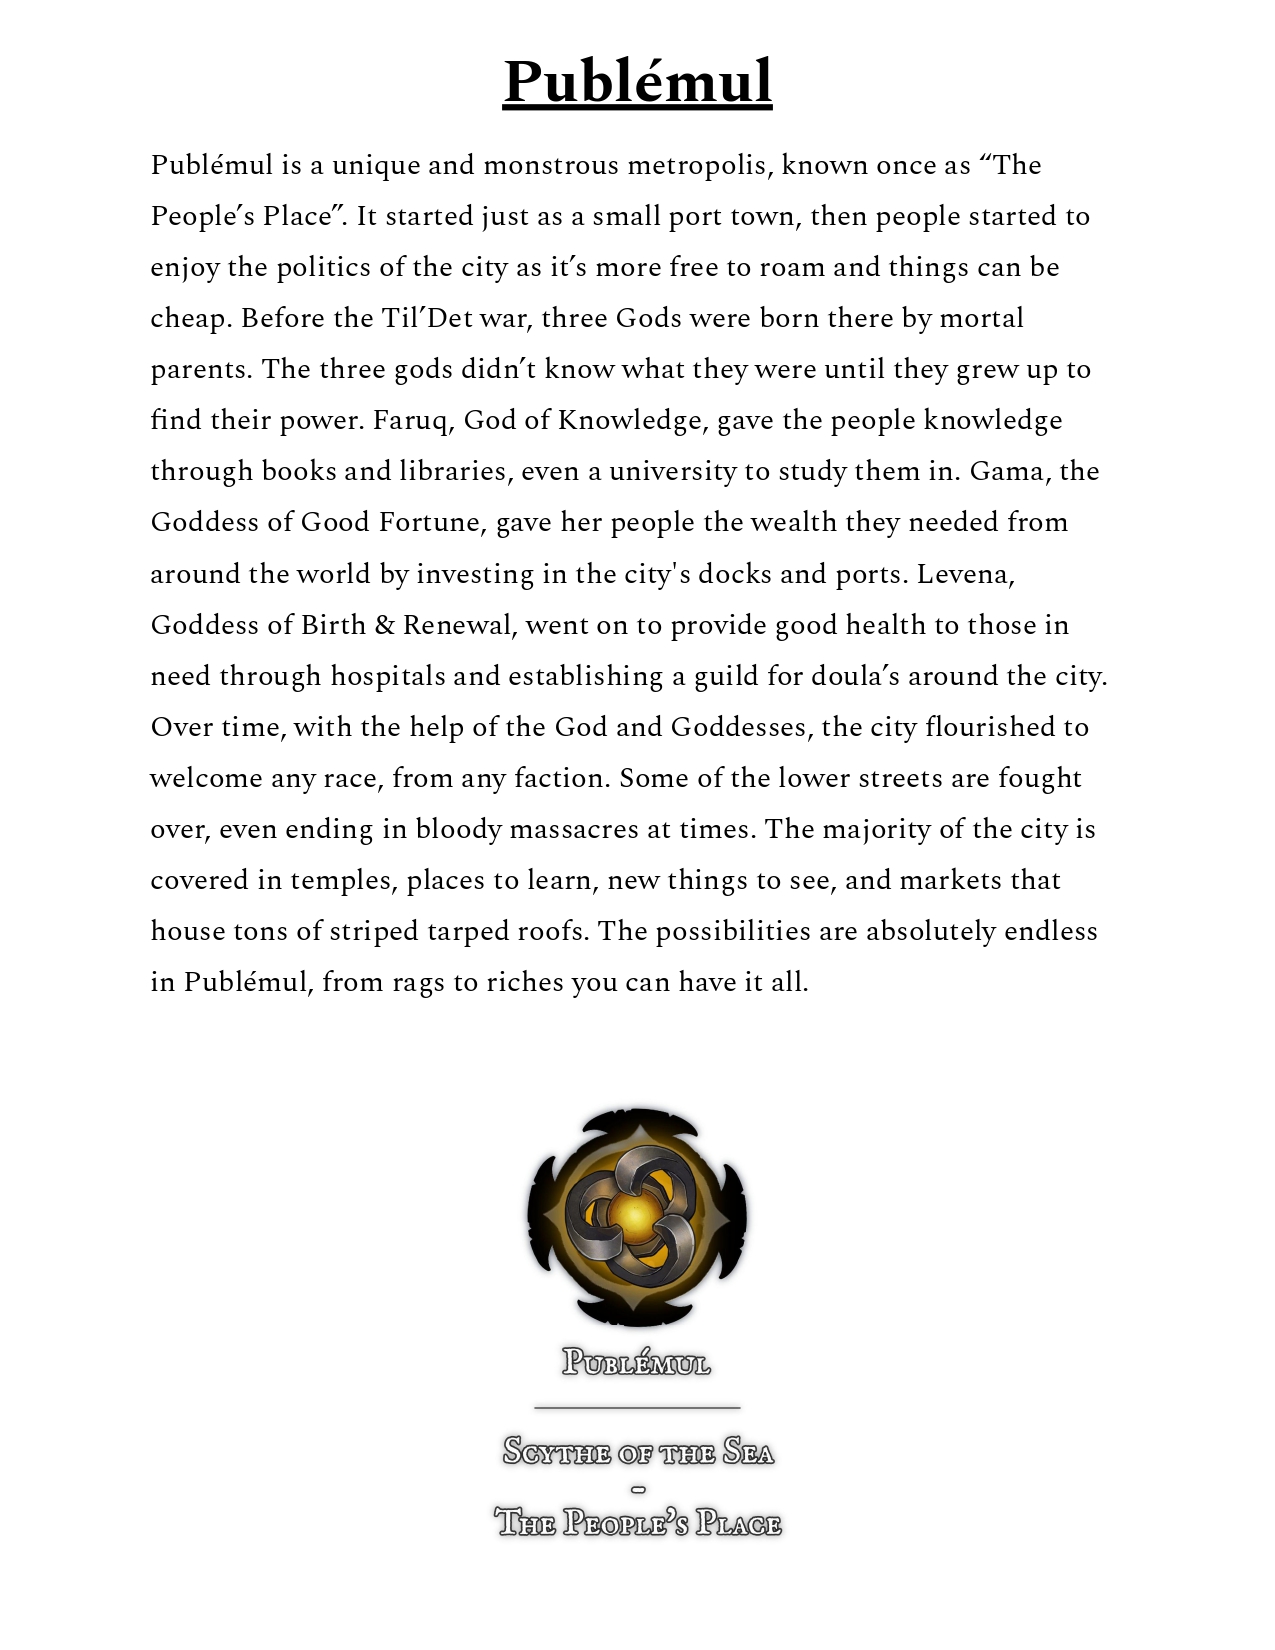 Publémul
Publémul is a unique and monstrous metropolis, known once as “The
People’s Place”. It started just as a small port town, then people started to
enjoy the politics of the city as it’s more free to roam and things can be
cheap. Before the Til’Det war, three Gods were born there by mortal
parents. The three gods didn’t know what they were until they grew up to
find their power. Faruq, God of Knowledge, gave the people knowledge
through books and libraries, even a university to study them in. Gama, the
Goddess of Good Fortune, gave her people the wealth they needed from
around the world by investing in the city's docks and ports. Levena,
Goddess of Birth & Renewal, went on to provide good health to those in
need through hospitals and establishing a guild for doula’s around the city.
Over time, with the help of the God and Goddesses, the city flourished to
welcome any race, from any faction. Some of the lower streets are fought
over, even ending in bloody massacres at times. The majority of the city is
covered in temples, places to learn, new things to see, and markets that
house tons of striped tarped roofs. The possibilities are absolutely endless
in Publémul, from rags to riches you can have it all.
Publémul
Scythe of the Sea
-
The People’s Place